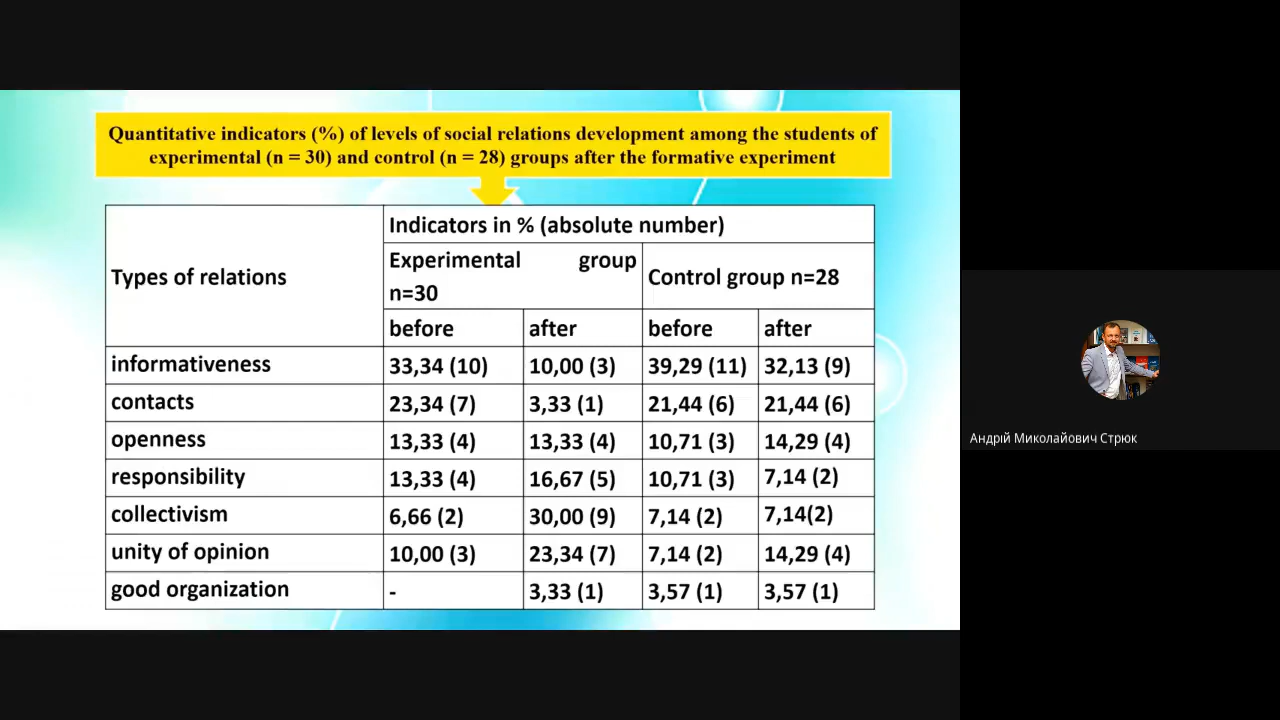 Quantitative indicators (%) of levels of social relations development among the students of
experimental (n = 30) and control (n = 28) groups after the formative experiment
Types of relations
Indicators in % (absolute number)
Experimental group
n=30
Control group n=28
before after before after
informativeness 33,34 (10) 10,00 (3) 39,29 (11) 32,13 (9)
contacts 23,34 (7) 3,33 (1) 21,44 (6) 21,44 (6)
openness 13,33 (4) 13,33 (4) 10,71 (3) 14,29 (4)
responsibility 13,33 (4) 16,67 (5) 10,71 (3) 7,14 (2)
collectivism 6,66 (2) 30,00 (9) 7,14 (2) 7,14(2)
unity of opinion 10,00 (3) 23,34 (7) 7,14 (2) 14,29 (4)
good organization - 3,33 (1) 3,57 (1) 3,57 (1)
Андрій Миколайович Стрюк